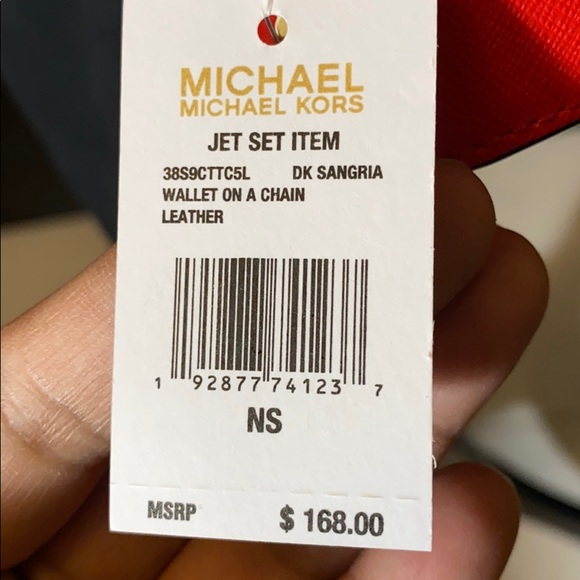 MICHAEL
MICHAEL KORS
JET SET ITEM
38S9CTTC5L DK SANGRIA
WALLET ON A CHAIN
LEATHER
1 92877 74123 7
NS
MSRP $ 168.00